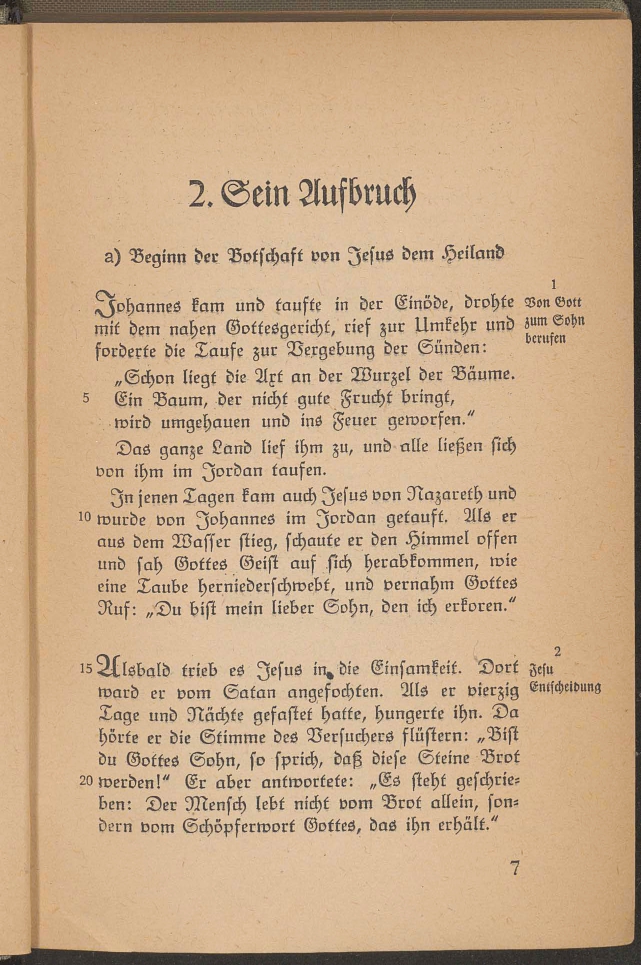 2. Sein Aufbruch
a) Beginn der Botschaft von Jesus dem Heiland
1
Von Gott
zum Sohn
berufen
Johannes kam und taufte in der Einöde, drohte
mit dem nahen Gottesgericht, rief zur Umkehr und
forderte die Taufe zur Vergebung der Sünden:
„Schon liegt die Axt an der Wurzel der Bäume.
5 Ein Baum, der nicht gute Frucht bringt,
wird umgehauen und ins Feuer geworfen.“
Das ganze Land lief ihm zu, und alle ließen sich
von ihm im Jordan taufen.
In jenen Tagen kam auch Jesus von Nazareth und
10 wurde von Johannes im Jordan getauft. Als er
aus dem Wasser stieg, schaute er den Himmel offen
und sah Gottes Geist auf sich herabkommen, wie
eine Taube herniederschwebt, und vernahm Gottes
Ruf: „Du bist mein lieber Sohn, den ich erkoren.“
2
Jesu
Entscheidung
15 Alsbald trieb es Jesus in die Einsamkeit. Dort
ward er vom Satan angefochten. Als er vierzig
Tage und Nächte gefastet hatte, hungerte ihn. Da
hörte er die Stimme des Versuchers flüstern: „Bist
du Gottes Sohn, so sprich, daß diese Steine Brot
20 werden!“ Er aber antwortete: „Es steht geschrie-
ben: Der Mensch lebt nicht vom Brot allein, son-
dern vom Schöpferwort Gottes, das ihn erhält.“
7